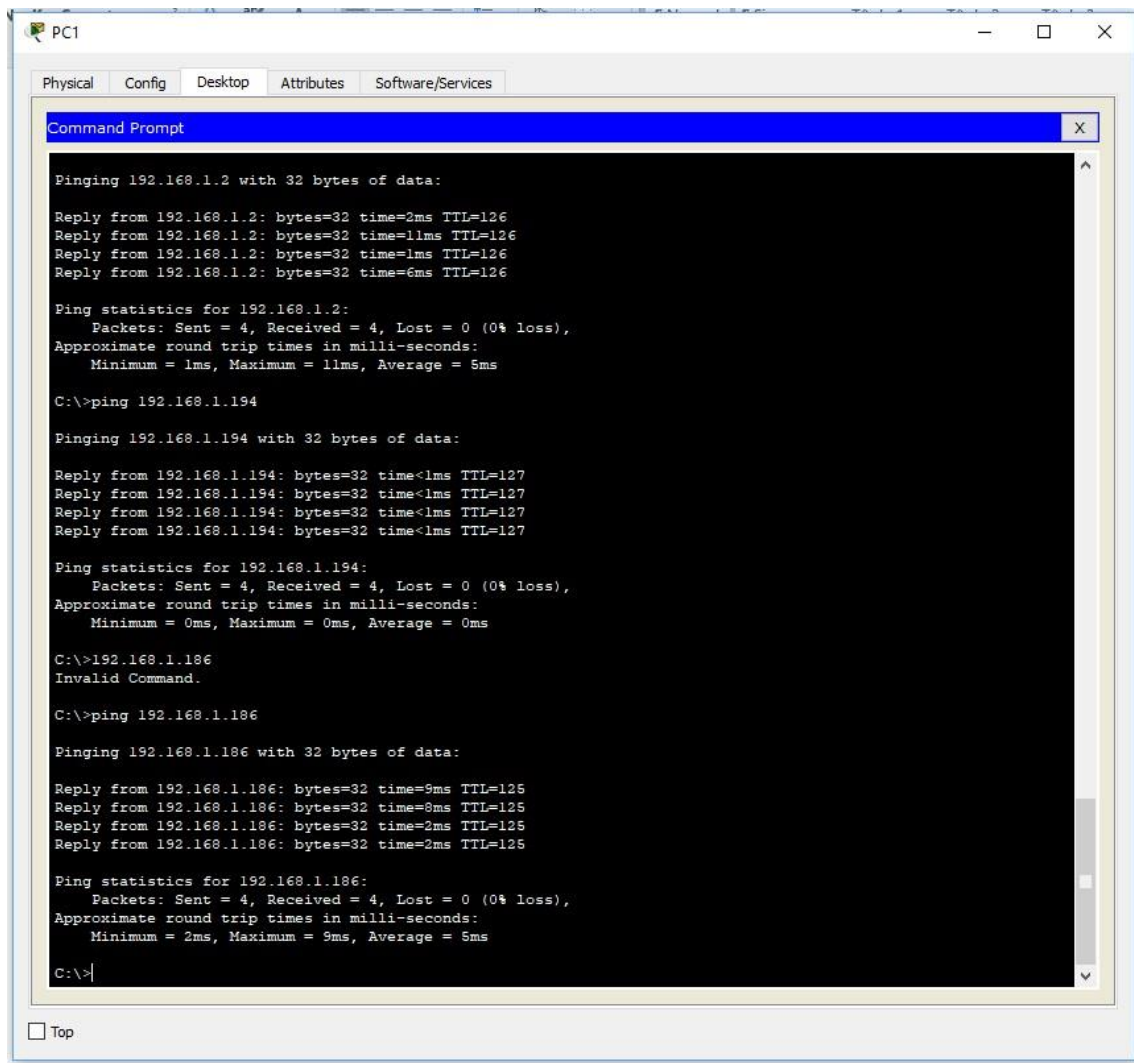 PC1
Physical Config Desktop Attributes Software/Services
Command Prompt X
Pinging 192.168.1.2 with 32 bytes of data:
Reply from 192.168.1.2: bytes=32 time=2ms TTL=126
Reply from 192.168.1.2: bytes=32 time=11ms TTL=126
Reply from 192.168.1.2: bytes=32 time=1ms TTL=126
Reply from 192.168.1.2: bytes=32 time=6ms TTL=126
Ping statistics for 192.168.1.2:
Packets: Sent = 4, Received = 4, Lost = 0 (0% loss),
Approximate round trip times in milli-seconds:
Minimum = 1ms, Maximum = 11ms, Average = 5ms
C:\>ping 192.168.1.194
Pinging 192.168.1.194 with 32 bytes of data:
Reply from 192.168.1.194: bytes=32 time<1ms TTL=127
Reply from 192.168.1.194: bytes=32 time<1ms TTL=127
Reply from 192.168.1.194: bytes=32 time<1ms TTL=127
Reply from 192.168.1.194: bytes=32 time<1ms TTL=127
Ping statistics for 192.168.1.194:
Packets: Sent = 4, Received = 4, Lost = 0 (0% loss),
Approximate round trip times in milli-seconds:
Minimum = 0ms, Maximum = 0ms, Average = 0ms
C:\>192.168.1.186
Invalid Command.
C:\>ping 192.168.1.186
Pinging 192.168.1.186 with 32 bytes of data:
Reply from 192.168.1.186: bytes=32 time=9ms TTL=125
Reply from 192.168.1.186: bytes=32 time=8ms TTL=125
Reply from 192.168.1.186: bytes=32 time=2ms TTL=125
Reply from 192.168.1.186: bytes=32 time=2ms TTL=125
Ping statistics for 192.168.1.186:
Packets: Sent = 4, Received = 4, Lost = 0 (0% loss),
Approximate round trip times in milli-seconds:
Minimum = 2ms, Maximum = 9ms, Average = 5ms
C:\>
Top